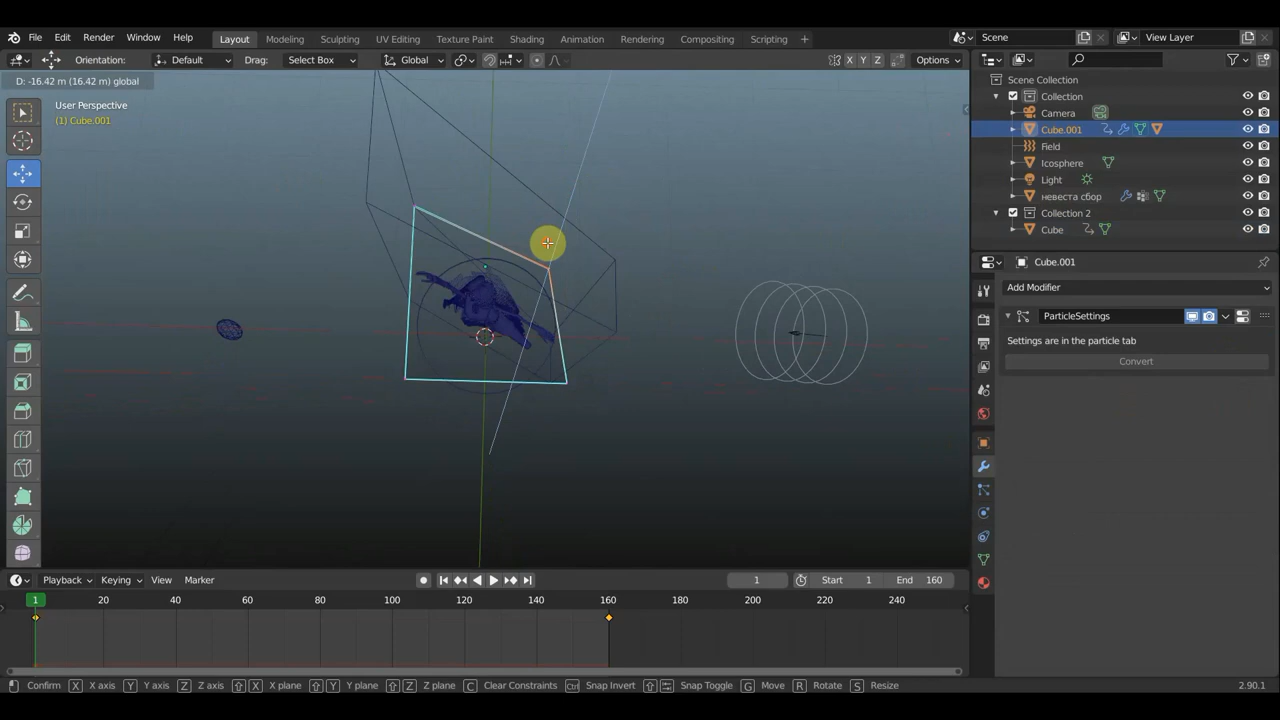 File Edit Render Window Help Layout Modeling Sculpting UV Editing Texture Paint Shading Animation Rendering Compositing Scripting + Scene View Layer
Orientation: Default Drag: Select Box Global X Y Z Options
D: -16.42 m (16.42 m) global
User Perspective
(1) Cube.001
Scene Collection
Collection
Camera
Cube.001
Field
Icosphere
Light
невеста сбор
Collection 2
Cube
Cube.001
Add Modifier
ParticleSettings
Settings are in the particle tab
Convert
Playback Keying View Marker 1 Start 1 End 160
1 20 40 60 80 100 120 140 160 180 200 220 240
Confirm X X axis Y Y axis Z Z axis X X plane Y Y plane Z Z plane C Clear Constraints Ctrl Snap Invert Snap Toggle G Move R Rotate S Resize 2.90.1